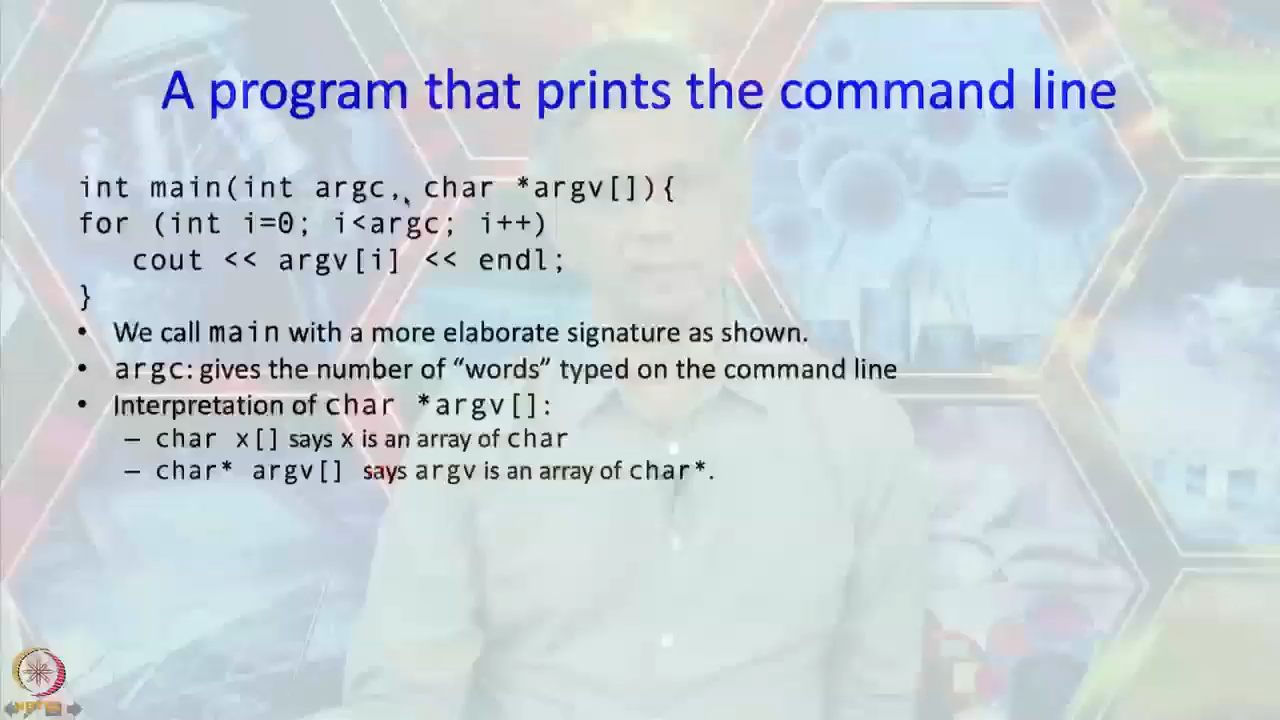 A program that prints the command line
int main(int argc, char *argv[]){
for (int i=0; i<argc; i++)
cout << argv[i] << endl;
}
• We call main with a more elaborate signature as shown.
• argc: gives the number of “words” typed on the command line
• Interpretation of char *argv[]:
– char x[] says x is an array of char
– char* argv[] says argv is an array of char*.
NPTEL